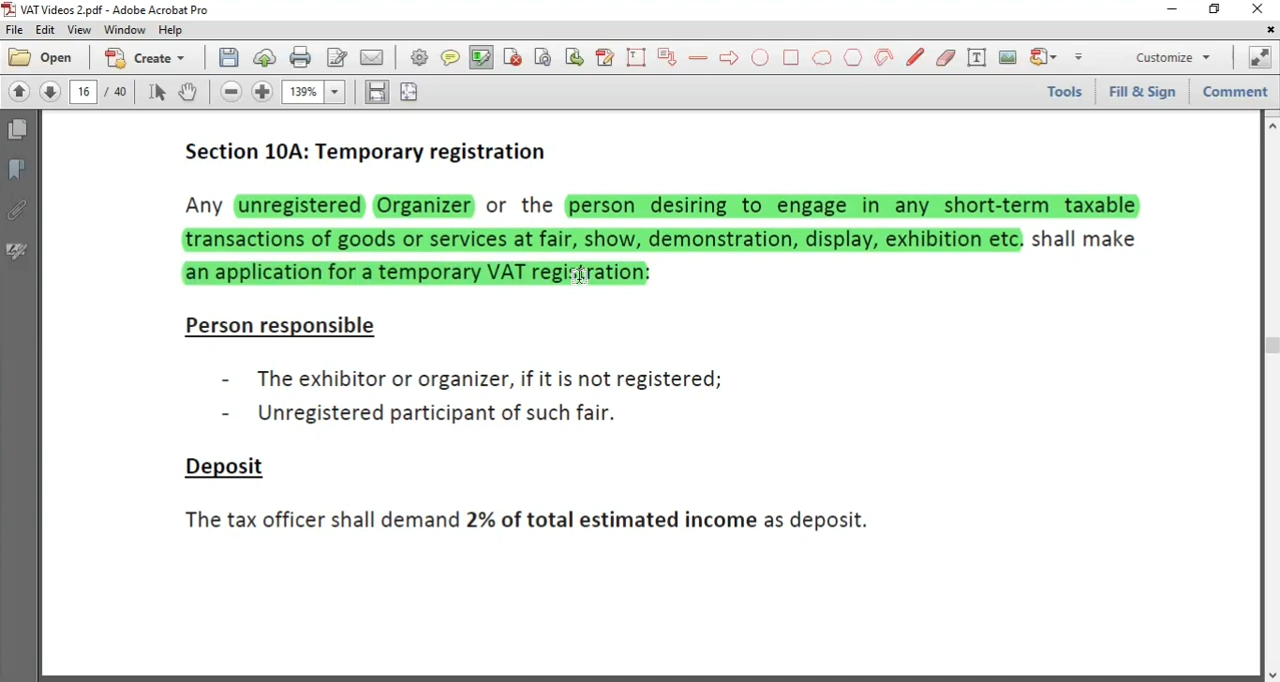 VAT Videos 2.pdf - Adobe Acrobat Pro
File Edit View Window Help
Open Create Customize
16 / 40 139% Tools Fill & Sign Comment
Section 10A: Temporary registration
Any unregistered Organizer or the person desiring to engage in any short-term taxable
transactions of goods or services at fair, show, demonstration, display, exhibition etc. shall make
an application for a temporary VAT registration:
Person responsible
- The exhibitor or organizer, if it is not registered;
- Unregistered participant of such fair.
Deposit
The tax officer shall demand 2% of total estimated income as deposit.